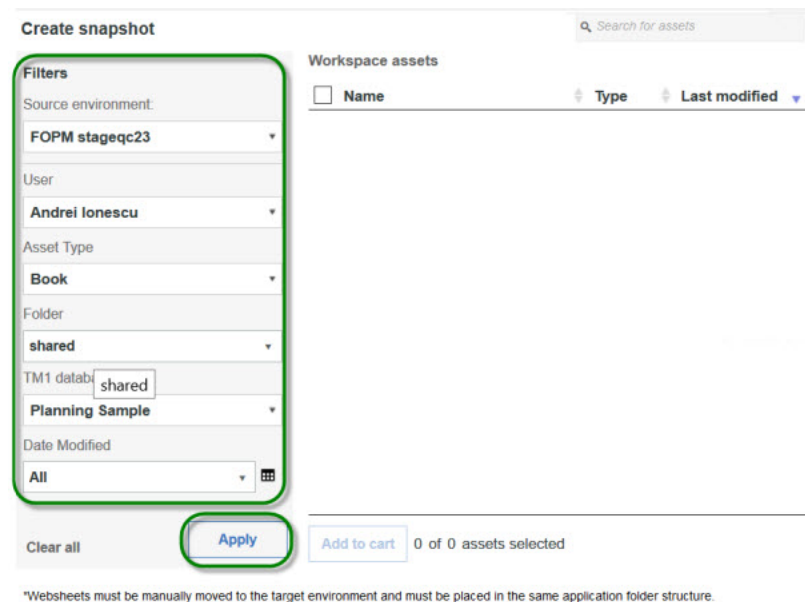 Create snapshot
Search for assets
Filters
Source environment:
FOPM stageqc23
User
Andrei Ionescu
Asset Type
Book
Folder
shared
TM1 databa
shared
Planning Sample
Date Modified
All
Clear all
Apply
Workspace assets
Name
Type
Last modified
Add to cart
0 of 0 assets selected
*Websheets must be manually moved to the target environment and must be placed in the same application folder structure.